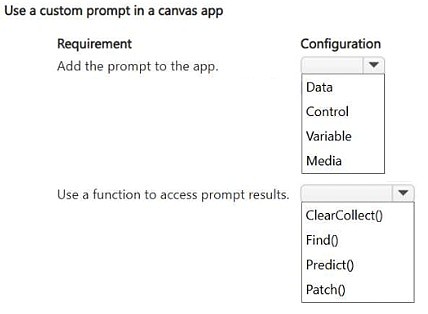 Use a custom prompt in a canvas app
Requirement Configuration
Add the prompt to the app.
Data
Control
Variable
Media
Use a function to access prompt results.
ClearCollect()
Find()
Predict()
Patch()